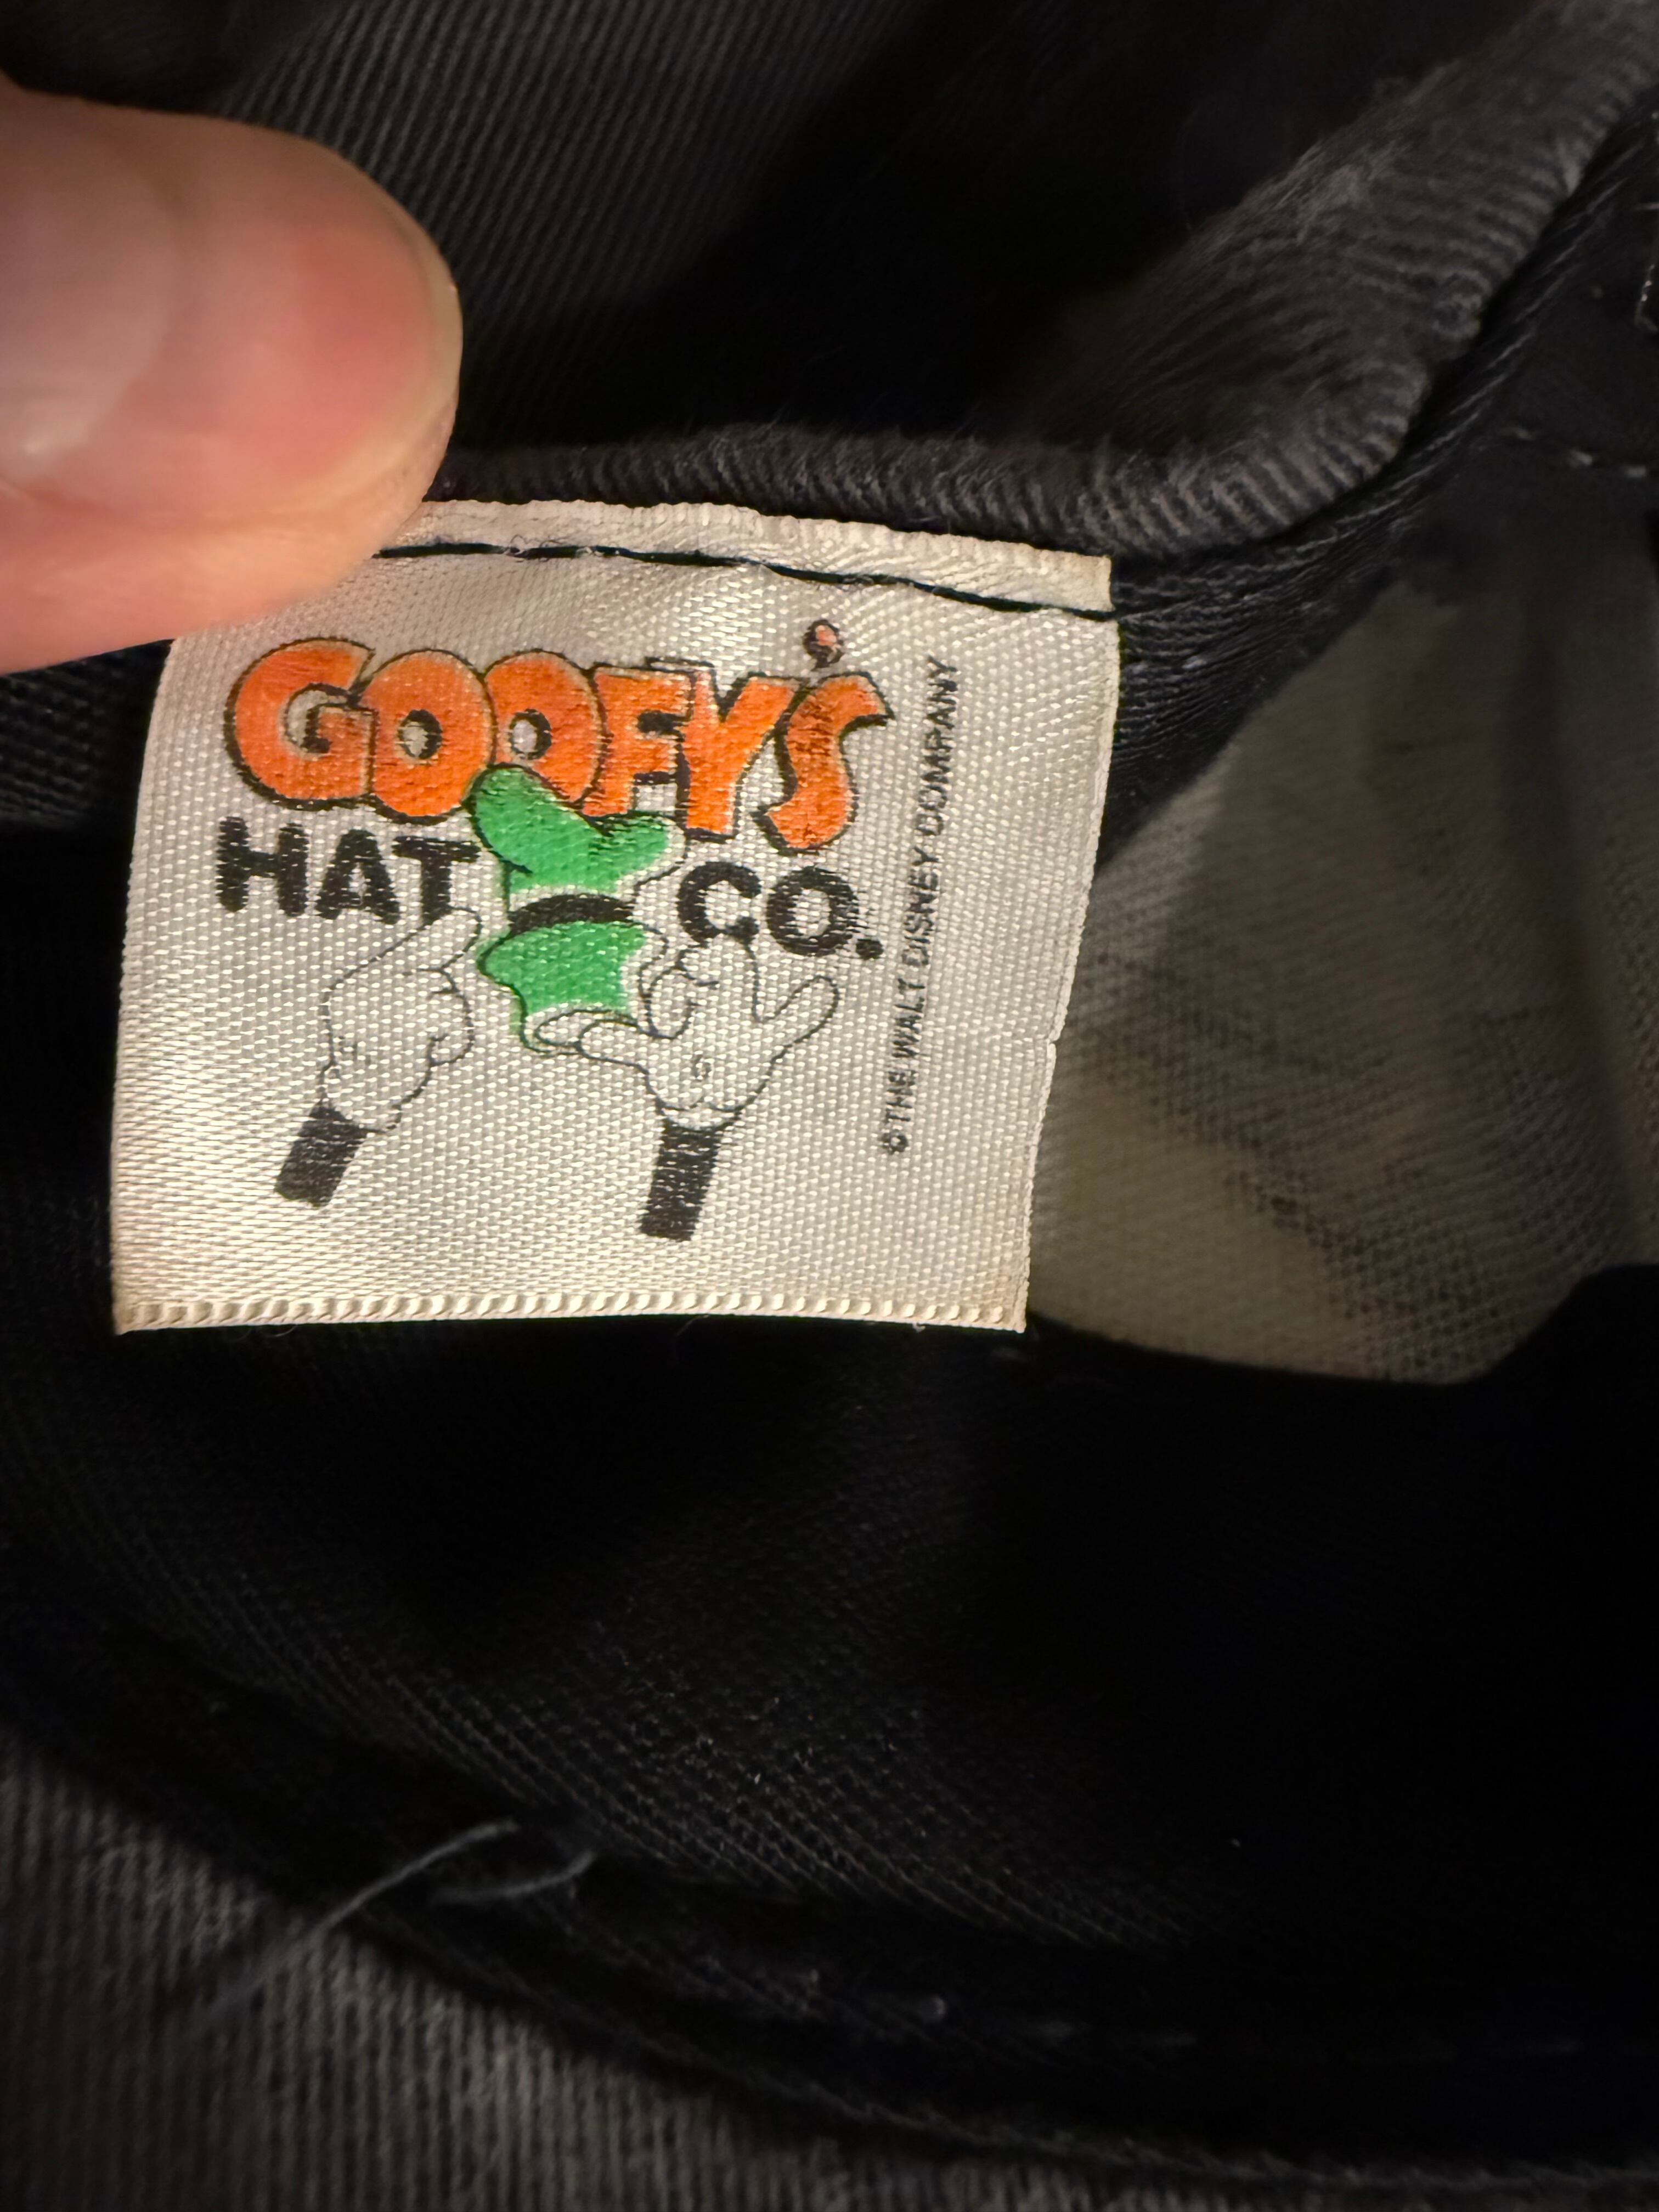 GOOFY'S
HAT CO.
©THE WALT DISNEY COMPANY